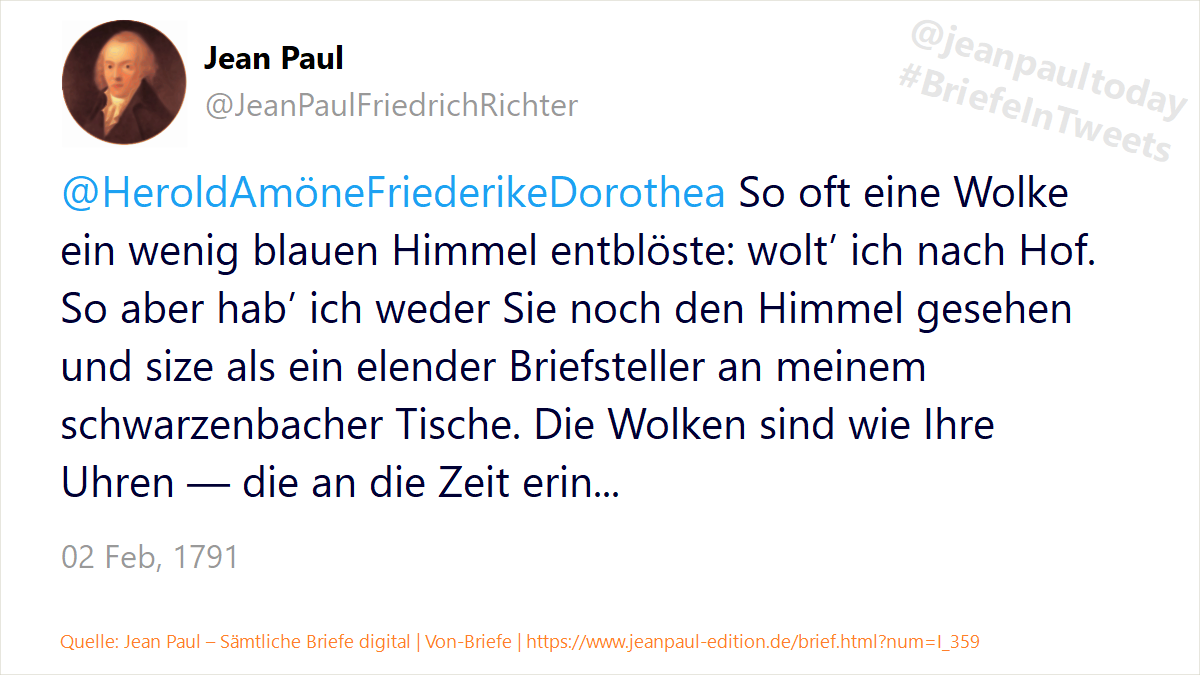 Jean Paul
@JeanPaulFriedrichRichter
@jeanpaultoday
#BriefeInTweets
@HeroldAmöneFriederikeDorothea So oft eine Wolke
ein wenig blauen Himmel entblöste: wolt’ ich nach Hof.
So aber hab’ ich weder Sie noch den Himmel gesehen
und size als ein elender Briefsteller an meinem
schwarzenbacher Tische. Die Wolken sind wie Ihre
Uhren — die an die Zeit erin...
02 Feb, 1791
Quelle: Jean Paul – Sämtliche Briefe digital | Von-Briefe | https://www.jeanpaul-edition.de/brief.html?num=I_359